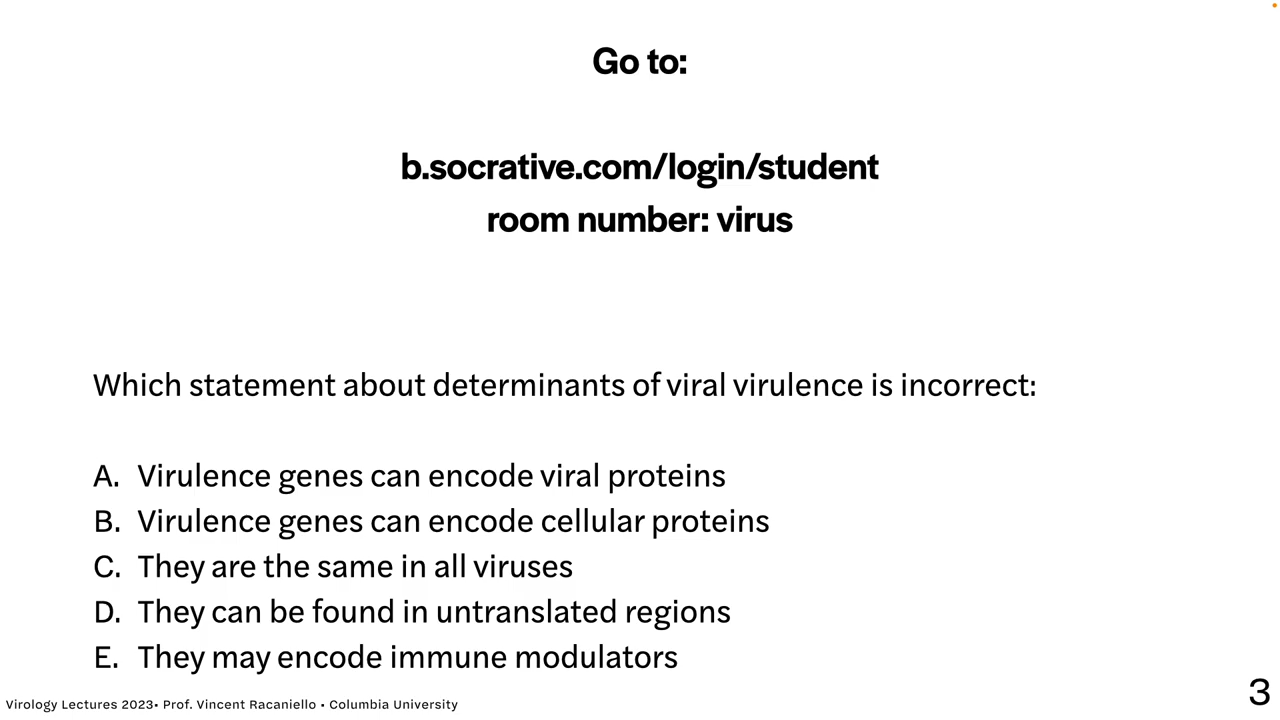 Go to:
b.socrative.com/login/student
room number: virus
Which statement about determinants of viral virulence is incorrect:
A. Virulence genes can encode viral proteins
B. Virulence genes can encode cellular proteins
C. They are the same in all viruses
D. They can be found in untranslated regions
E. They may encode immune modulators
Virology Lectures 2023• Prof. Vincent Racaniello • Columbia University
3